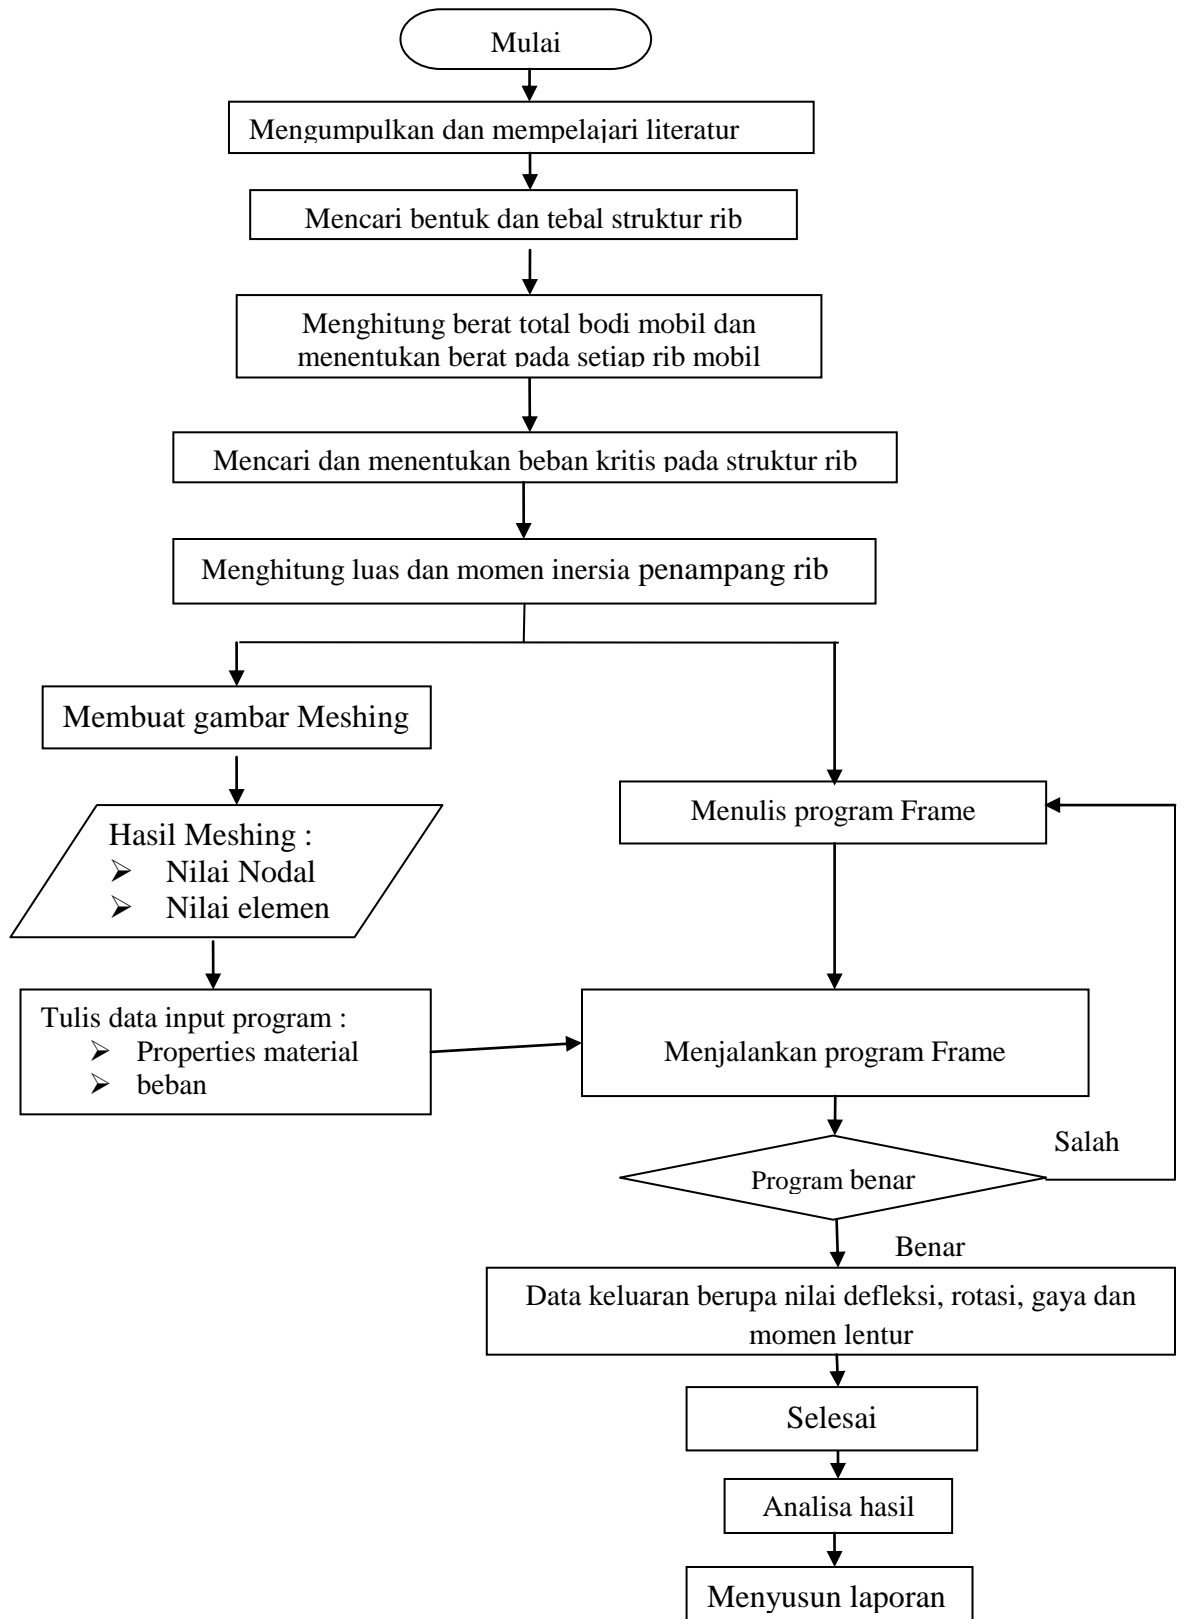 Mulai
Mengumpulkan dan mempelajari literatur
Mencari bentuk dan tebal struktur rib
Menghitung berat total bodi mobil dan
menentukan berat pada setiap rib mobil
Mencari dan menentukan beban kritis pada struktur rib
Menghitung luas dan momen inersia penampang rib
Membuat gambar Meshing
Hasil Meshing :
➢ Nilai Nodal
➢ Nilai elemen
Tulis data input program :
➢ Properties material
➢ beban
Menulis program Frame
Menjalankan program Frame
Salah
Program benar
Benar
Data keluaran berupa nilai defleksi, rotasi, gaya dan
momen lentur
Selesai
Analisa hasil
Menyusun laporan